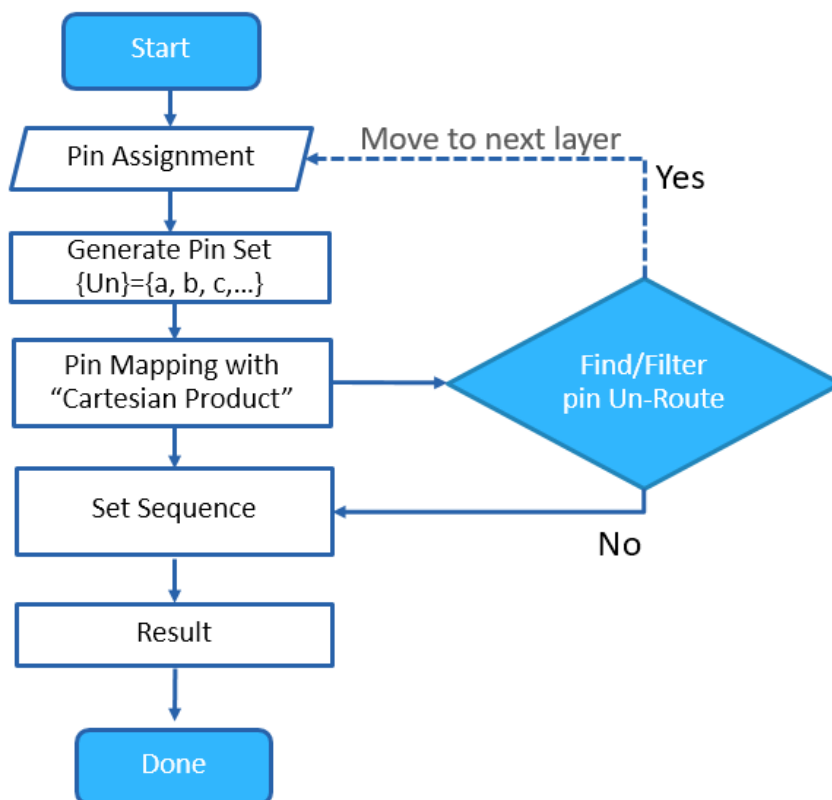 Start
Move to next layer
Pin Assignment
Yes
Generate Pin Set
{Un}={a, b, c,...}
Pin Mapping with
“Cartesian Product”
Find/Filter
pin Un-Route
Set Sequence
No
Result
Done